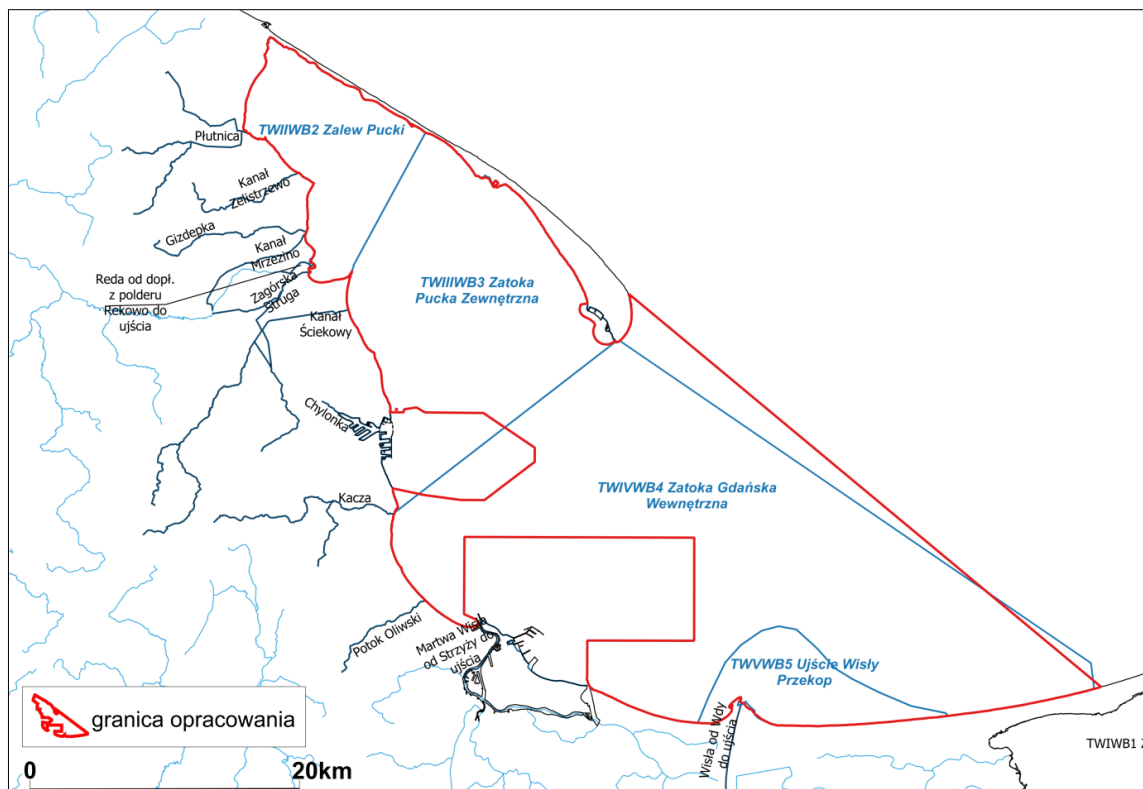 TWIIWB2 Zalew Pucki
Płutnica
Kanał
Żelistrzewo
Gizdepka
Kanał
Mrzezino
Reda od dopł.
z polderu
Rekowo do
ujścia
Zagórska
Struga
Kanał
Ściekowy
TWIIIWB3 Zatoka
Pucka Zewnętrzna
Chylonka
Kacza
TWIVWB4 Zatoka Gdańska
Wewnętrzna
Potok Oliwski
Martwa Wisła
od Strzyży do
ujścia
TWVWB5 Ujście Wisły
Przekop
Wisła od Wdy
do ujścia
TWIWB1 Z
granica opracowania
0
20km